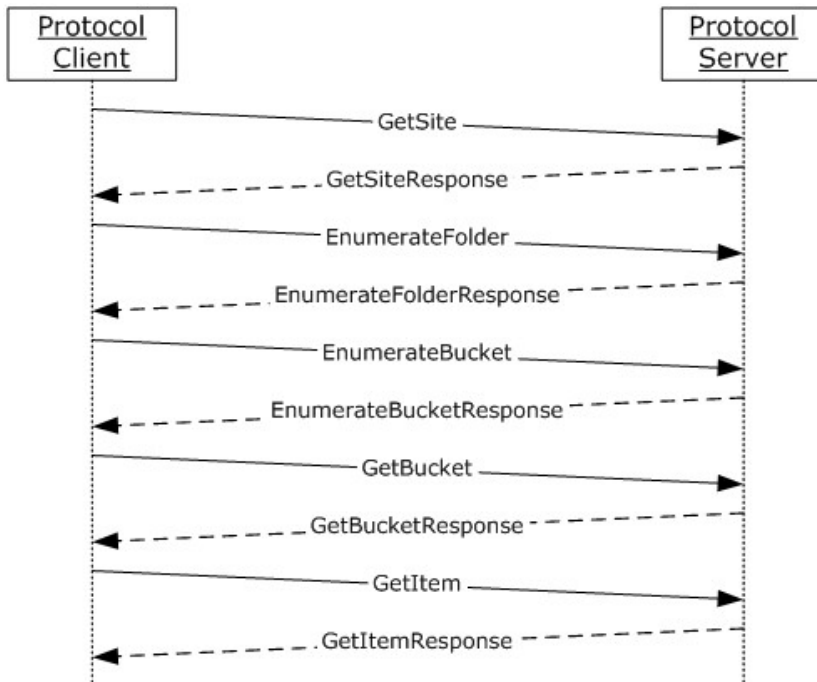 Protocol
Client
Protocol
Server
GetSite
GetSiteResponse
EnumerateFolder
EnumerateFolderResponse
EnumerateBucket
EnumerateBucketResponse
GetBucket
GetBucketResponse
GetItem
GetItemResponse